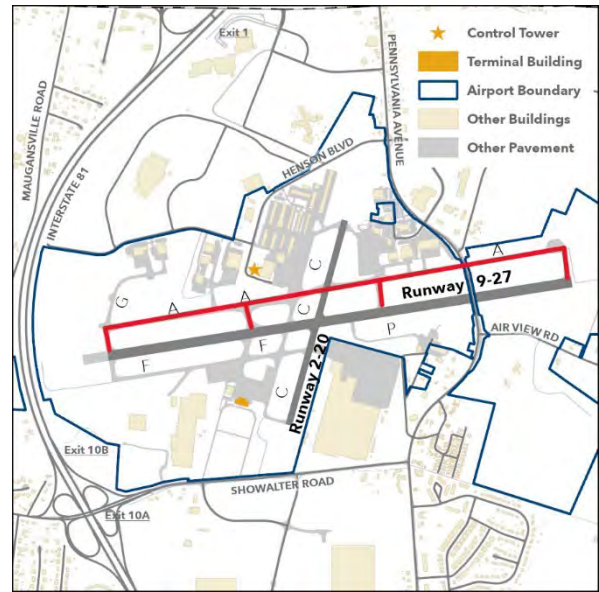 Exit 1
Control Tower
Terminal Building
Airport Boundary
Other Buildings
Other Pavement
PENNSYLVANIA AVENUE
MAUGANSVILLE ROAD
INTERSTATE 81
HENSON BLVD
G
A
A
C
A
C
Runway 9-27
F
F
P
AIR VIEW RD
C
Runway 2-20
Exit 10B
SHOWALTER ROAD
Exit 10A